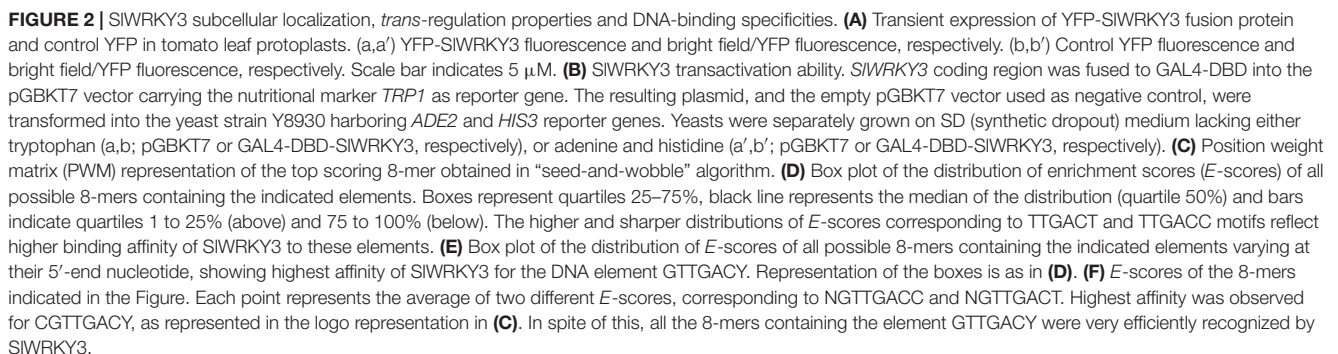 FIGURE 2 | SlWRKY3 subcellular localization, trans-regulation properties and DNA-binding specificities. (A) Transient expression of YFP-SlWRKY3 fusion protein
and control YFP in tomato leaf protoplasts. (a,a′) YFP-SlWRKY3 fluorescence and bright field/YFP fluorescence, respectively. (b,b′) Control YFP fluorescence and
bright field/YFP fluorescence, respectively. Scale bar indicates 5 μM. (B) SlWRKY3 transactivation ability. SlWRKY3 coding region was fused to GAL4-DBD into the
pGBKT7 vector carrying the nutritional marker TRP1 as reporter gene. The resulting plasmid, and the empty pGBKT7 vector used as negative control, were
transformed into the yeast strain Y8930 harboring ADE2 and HIS3 reporter genes. Yeasts were separately grown on SD (synthetic dropout) medium lacking either
tryptophan (a,b; pGBKT7 or GAL4-DBD-SlWRKY3, respectively), or adenine and histidine (a′,b′; pGBKT7 or GAL4-DBD-SlWRKY3, respectively). (C) Position weight
matrix (PWM) representation of the top scoring 8-mer obtained in “seed-and-wobble” algorithm. (D) Box plot of the distribution of enrichment scores (E-scores) of all
possible 8-mers containing the indicated elements. Boxes represent quartiles 25–75%, black line represents the median of the distribution (quartile 50%) and bars
indicate quartiles 1 to 25% (above) and 75 to 100% (below). The higher and sharper distributions of E-scores corresponding to TTGACT and TTGACC motifs reflect
higher binding affinity of SlWRKY3 to these elements. (E) Box plot of the distribution of E-scores of all possible 8-mers containing the indicated elements varying at
their 5′-end nucleotide, showing highest affinity of SlWRKY3 for the DNA element GTTGACY. Representation of the boxes is as in (D). (F) E-scores of the 8-mers
indicated in the Figure. Each point represents the average of two different E-scores, corresponding to NGTTGACC and NGTTGACT. Highest affinity was observed
for CGTTGACY, as represented in the logo representation in (C). In spite of this, all the 8-mers containing the element GTTGACY were very efficiently recognized by
SlWRKY3.